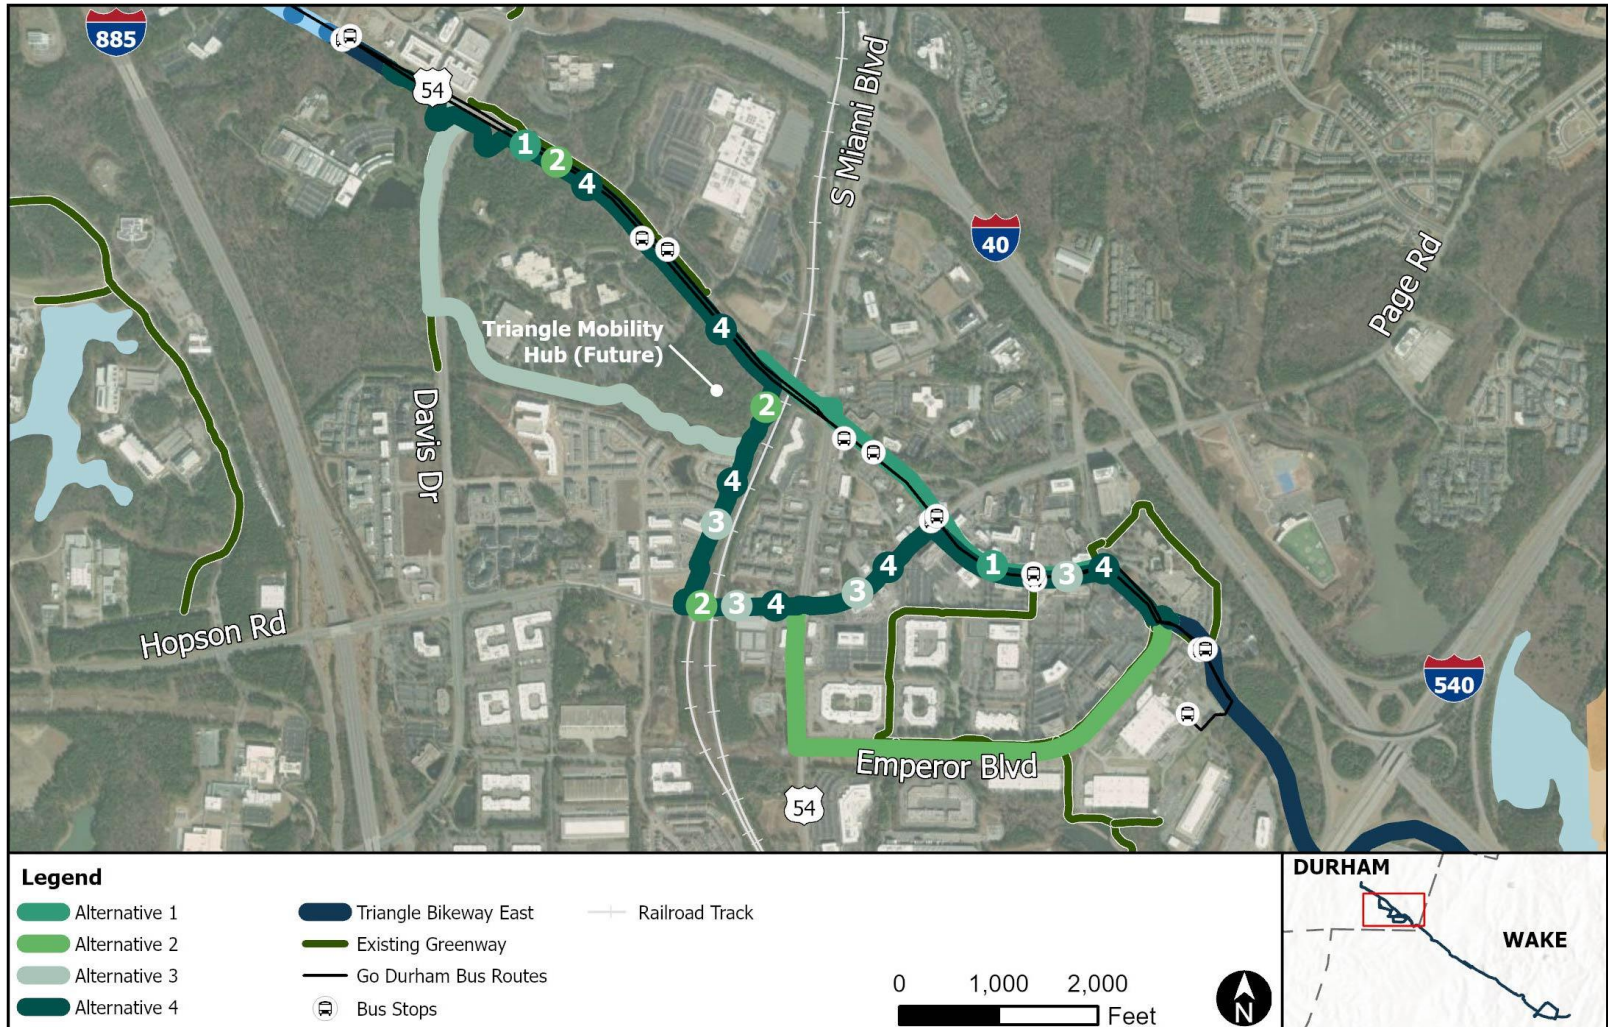 885
54
1
2
4
S Miami Blvd
40
Page Rd
4
Triangle Mobility
Hub (Future)
2
Davis Dr
4
3
1
4
3
4
3
2
3
4
Hopson Rd
540
Emperor Blvd
54
Legend
Alternative 1
Alternative 2
Alternative 3
Alternative 4
Triangle Bikeway East
Existing Greenway
Go Durham Bus Routes
Bus Stops
Railroad Track
0 1,000 2,000
Feet
N
DURHAM
WAKE